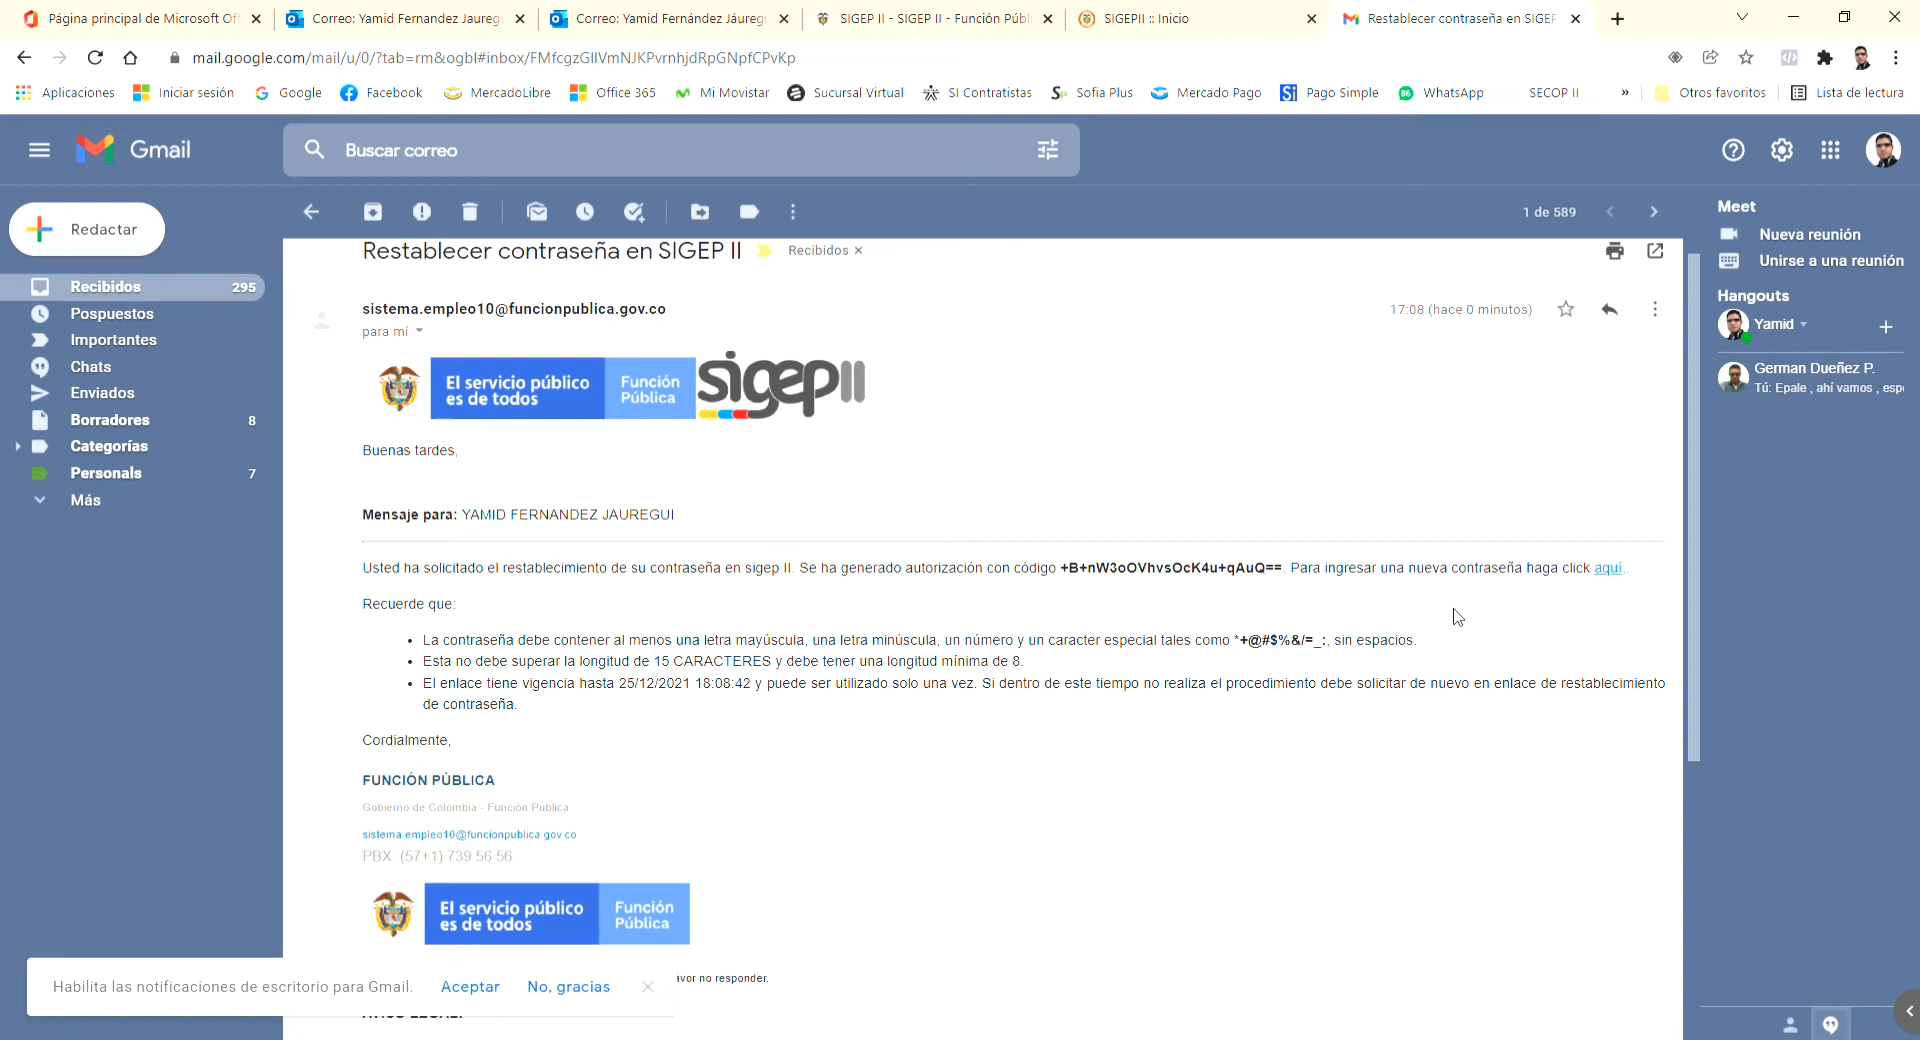 Página principal de Microsoft Off
Correo: Yamid Fernandez Jauregu
Correo: Yamid Fernández Jáuregu
SIGEP II - SIGEP II - Función Públi
SIGEPII :: Inicio
Restablecer contraseña en SIGEP
mail.google.com/mail/u/0/?tab=rm&ogbl#inbox/FMfcgzGllVmNJKPvrnhjdRpGNpfCPvKp
Aplicaciones
Iniciar sesión
Google
Facebook
MercadoLibre
Office 365
Mi Movistar
Sucursal Virtual
SI Contratistas
Sofia Plus
Mercado Pago
Pago Simple
WhatsApp
SECOP II
»
Otros favoritos
Lista de lectura
Gmail
Buscar correo
Redactar
1 de 589
Recibidos 295
Pospuestos
Importantes
Chats
Enviados
Borradores 8
Categorías
Personals 7
Más
Restablecer contraseña en SIGEP II
Recibidos ×
sistema.empleo10@funcionpublica.gov.co
17:08 (hace 0 minutos)
para mí
El servicio público
es de todos
Función
Pública
sigep II
Buenas tardes,
Mensaje para: YAMID FERNANDEZ JAUREGUI
Usted ha solicitado el restablecimiento de su contraseña en sigep II. Se ha generado autorización con código +B+nW3oOVhvsOcK4u+qAuQ==. Para ingresar una nueva contraseña haga click aquí..
Recuerde que:
• La contraseña debe contener al menos una letra mayúscula, una letra minúscula, un número y un caracter especial tales como *+@#$%&/=_:, sin espacios.
• Esta no debe superar la longitud de 15 CARACTERES y debe tener una longitud mínima de 8.
• El enlace tiene vigencia hasta 25/12/2021 18:08:42 y puede ser utilizado solo una vez. Si dentro de este tiempo no realiza el procedimiento debe solicitar de nuevo en enlace de restablecimiento
de contraseña.
Cordialmente,
FUNCIÓN PÚBLICA
Gobierno de Colombia - Función Pública
sistema.empleo10@funcionpublica.gov.co
PBX: (57+1) 739 56 56
El servicio público
es de todos
Función
Pública
avor no responder.
Habilita las notificaciones de escritorio para Gmail. Aceptar No, gracias
Meet
Nueva reunión
Unirse a una reunión
Hangouts
Yamid
German Dueñez P.
Tú: Epale , ahí vamos , esp